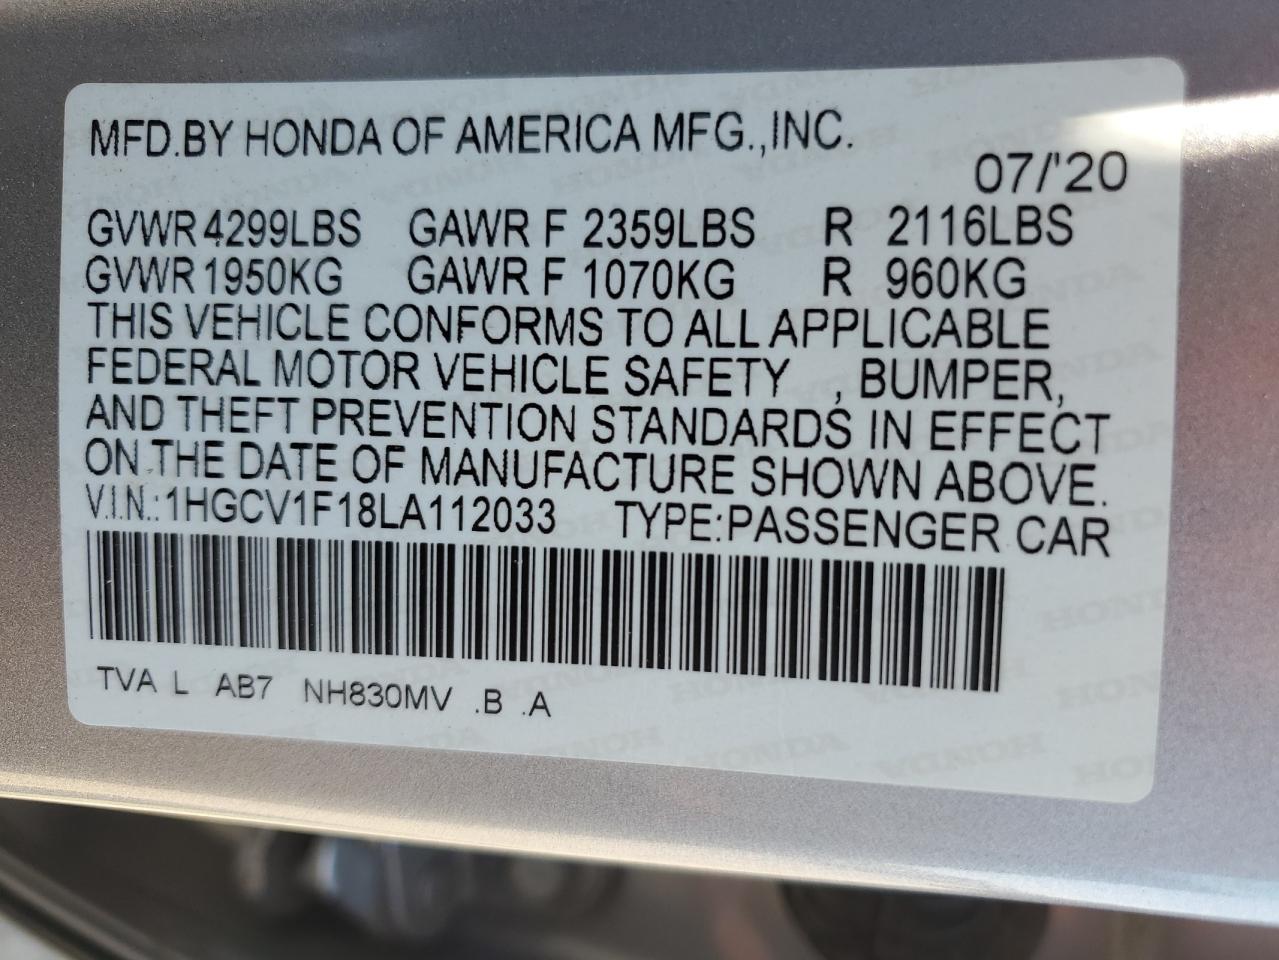 MFD.BY HONDA OF AMERICA MFG.,INC.
07/'20
GVWR 4299LBS GAWR F 2359LBS R 2116LBS
GVWR 1950KG GAWR F 1070KG R 960KG
THIS VEHICLE CONFORMS TO ALL APPLICABLE
FEDERAL MOTOR VEHICLE SAFETY , BUMPER,
AND THEFT PREVENTION STANDARDS IN EFFECT
ON THE DATE OF MANUFACTURE SHOWN ABOVE.
V.I.N.:1HGCV1F18LA112033 TYPE:PASSENGER CAR
TVA L AB7 NH830MV .B .A